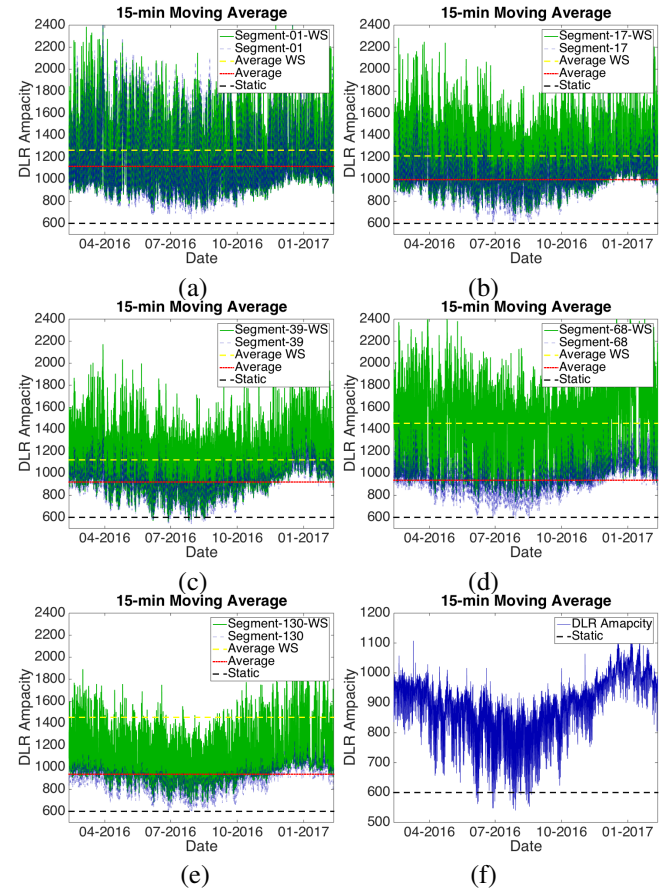 15-min Moving Average
2400
2200
2000
1800
1600
1400
1200
1000
800
600
DLR Ampacity
Segment-01-WS
Segment-01
Average WS
Average
Static
04-2016 07-2016 10-2016 01-2017
Date
(a)
15-min Moving Average
2400
2200
2000
1800
1600
1400
1200
1000
800
600
DLR Ampacity
Segment-17-WS
Segment-17
Average WS
Average
Static
04-2016 07-2016 10-2016 01-2017
Date
(b)
15-min Moving Average
2400
2200
2000
1800
1600
1400
1200
1000
800
600
DLR Ampacity
Segment-39-WS
Segment-39
Average WS
Average
Static
04-2016 07-2016 10-2016 01-2017
Date
(c)
15-min Moving Average
2400
2200
2000
1800
1600
1400
1200
1000
800
600
DLR Ampacity
Segment-68-WS
Segment-68
Average WS
Average
Static
04-2016 07-2016 10-2016 01-2017
Date
(d)
15-min Moving Average
2400
2200
2000
1800
1600
1400
1200
1000
800
600
DLR Ampacity
Segment-130-WS
Segment-130
Average WS
Average
Static
04-2016 07-2016 10-2016 01-2017
Date
(e)
15-min Moving Average
1200
1100
1000
900
800
700
600
500
DLR Ampacity
DLR Amapcity
Static
04-2016 07-2016 10-2016 01-2017
Date
(f)